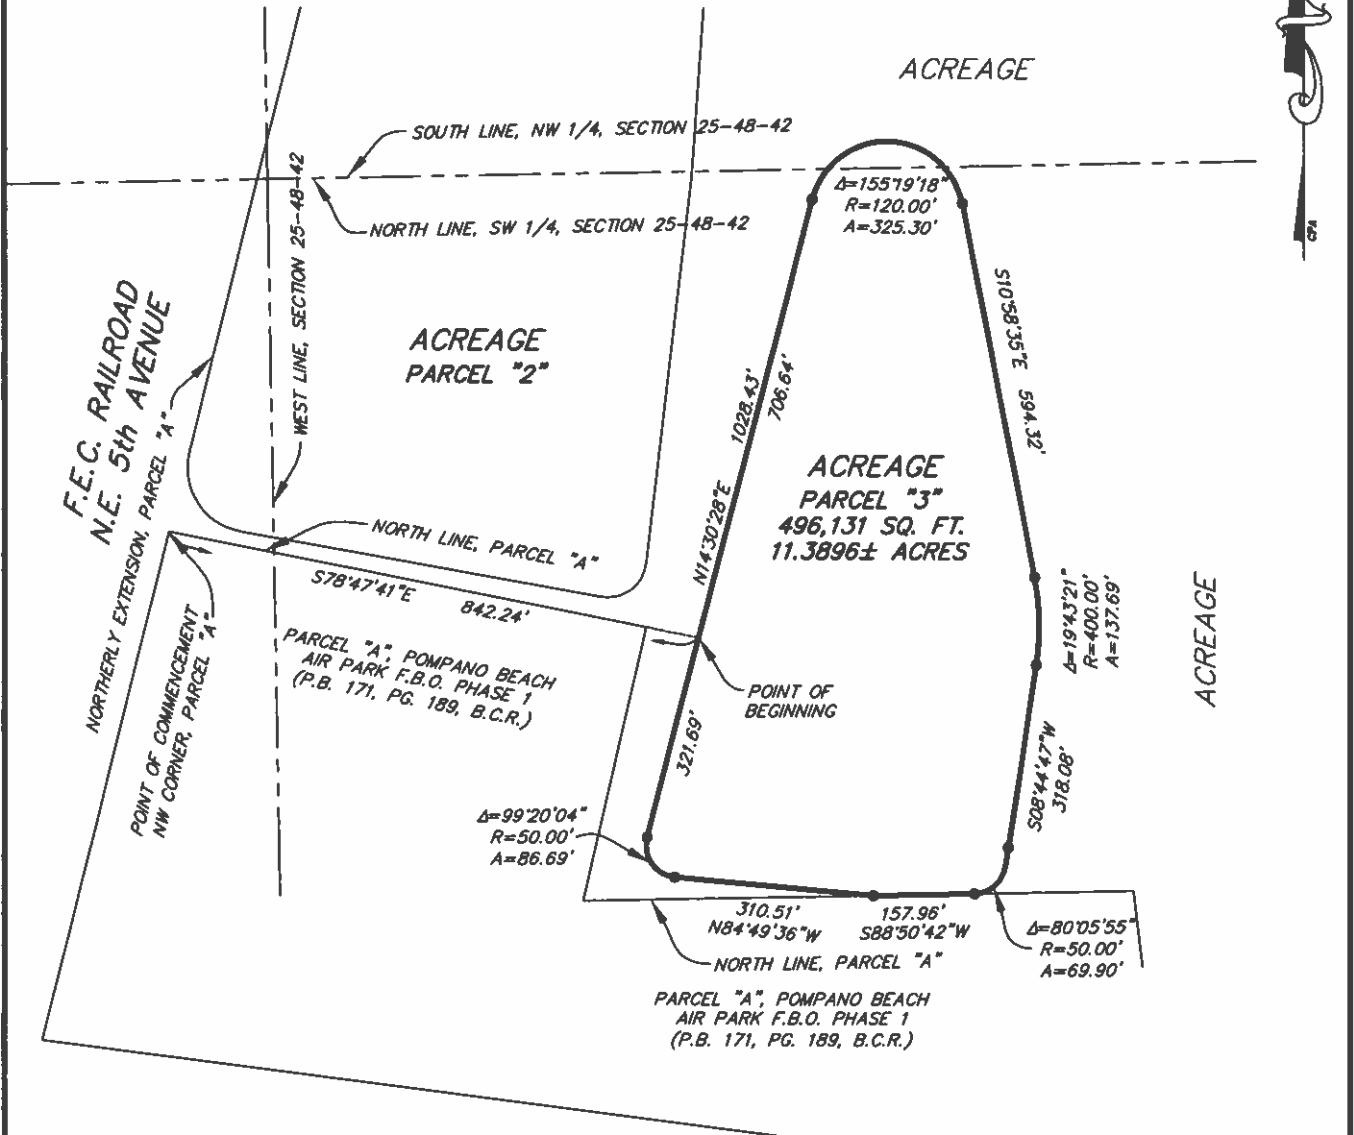 ACREAGE
SOUTH LINE, NW 1/4, SECTION 25-48-42
NORTH LINE, SW 1/4, SECTION 25-48-42
WEST LINE, SECTION 25-48-42
Δ=155°19'18"
R=120.00'
A=325.30'
CPA
F.E.C. RAILROAD
N.E. 5th AVENUE
NORTHERLY EXTENSION, PARCEL "A"
ACREAGE
PARCEL "2"
S10°58'35"E 594.32'
1028.43'
706.64'
N14°30'28"E
ACREAGE
PARCEL "3"
496,131 SQ. FT.
11.3896± ACRES
NORTH LINE, PARCEL "A"
S78°47'41"E 842.24'
Δ=19°43'21"
R=400.00'
A=137.69'
ACREAGE
POINT OF COMMENCEMENT
NW CORNER, PARCEL "A"
PARCEL "A", POMPANO BEACH
AIR PARK F.B.O. PHASE 1
(P.B. 171, PG. 189, B.C.R.)
POINT OF
BEGINNING
321.69'
S08°44'47"W
318.08'
Δ=99°20'04"
R=50.00'
A=86.69'
310.51'
N84°49'36"W
157.96'
S88°50'42"W
Δ=80°05'55"
R=50.00'
A=69.90'
NORTH LINE, PARCEL "A"
PARCEL "A", POMPANO BEACH
AIR PARK F.B.O. PHASE 1
(P.B. 171, PG. 189, B.C.R.)